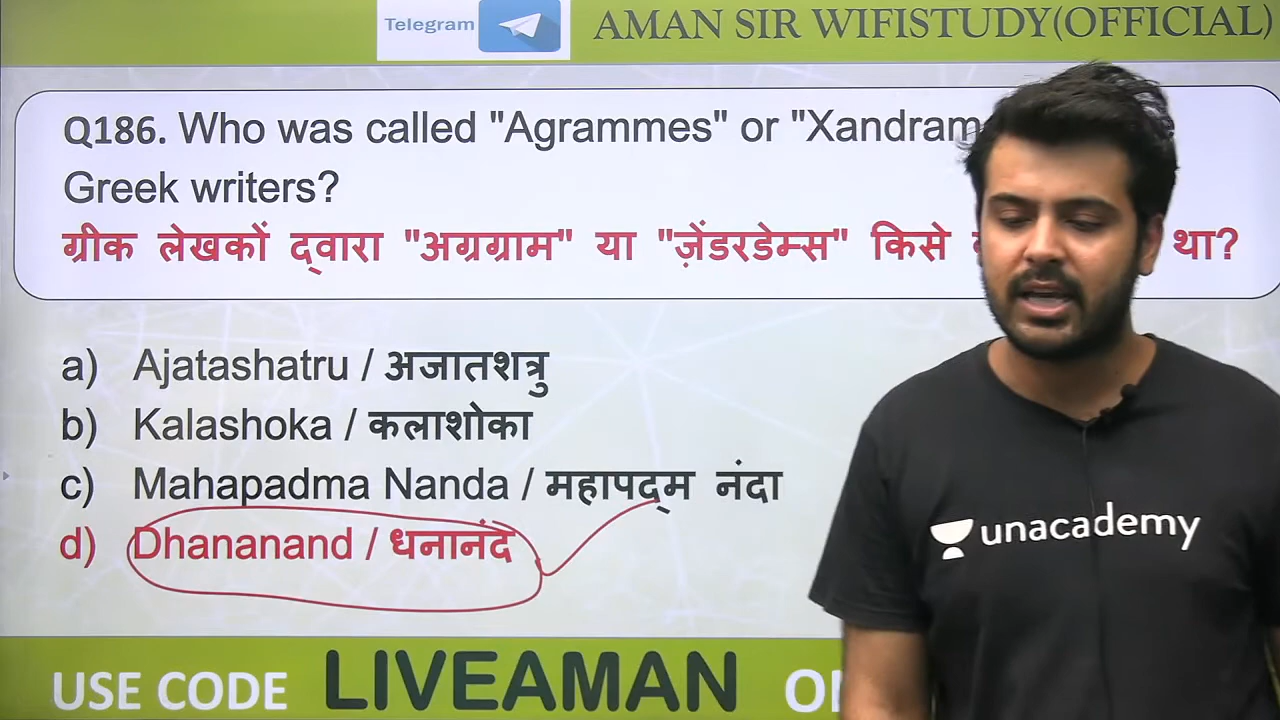 Telegram
AMAN SIR WIFISTUDY(OFFICIAL)
Q186. Who was called "Agrammes" or "Xandram
Greek writers?
ग्रीक लेखकों द्वारा "अग्रग्राम" या "ज़ेंडरडेम्स" किसे था?
a) Ajatashatru / अजातशत्रु
b) Kalashoka / कलाशोका
c) Mahapadma Nanda / महापद्म नंदा
d) Dhananand / धनानंद
unacademy
USE CODE LIVEAMAN